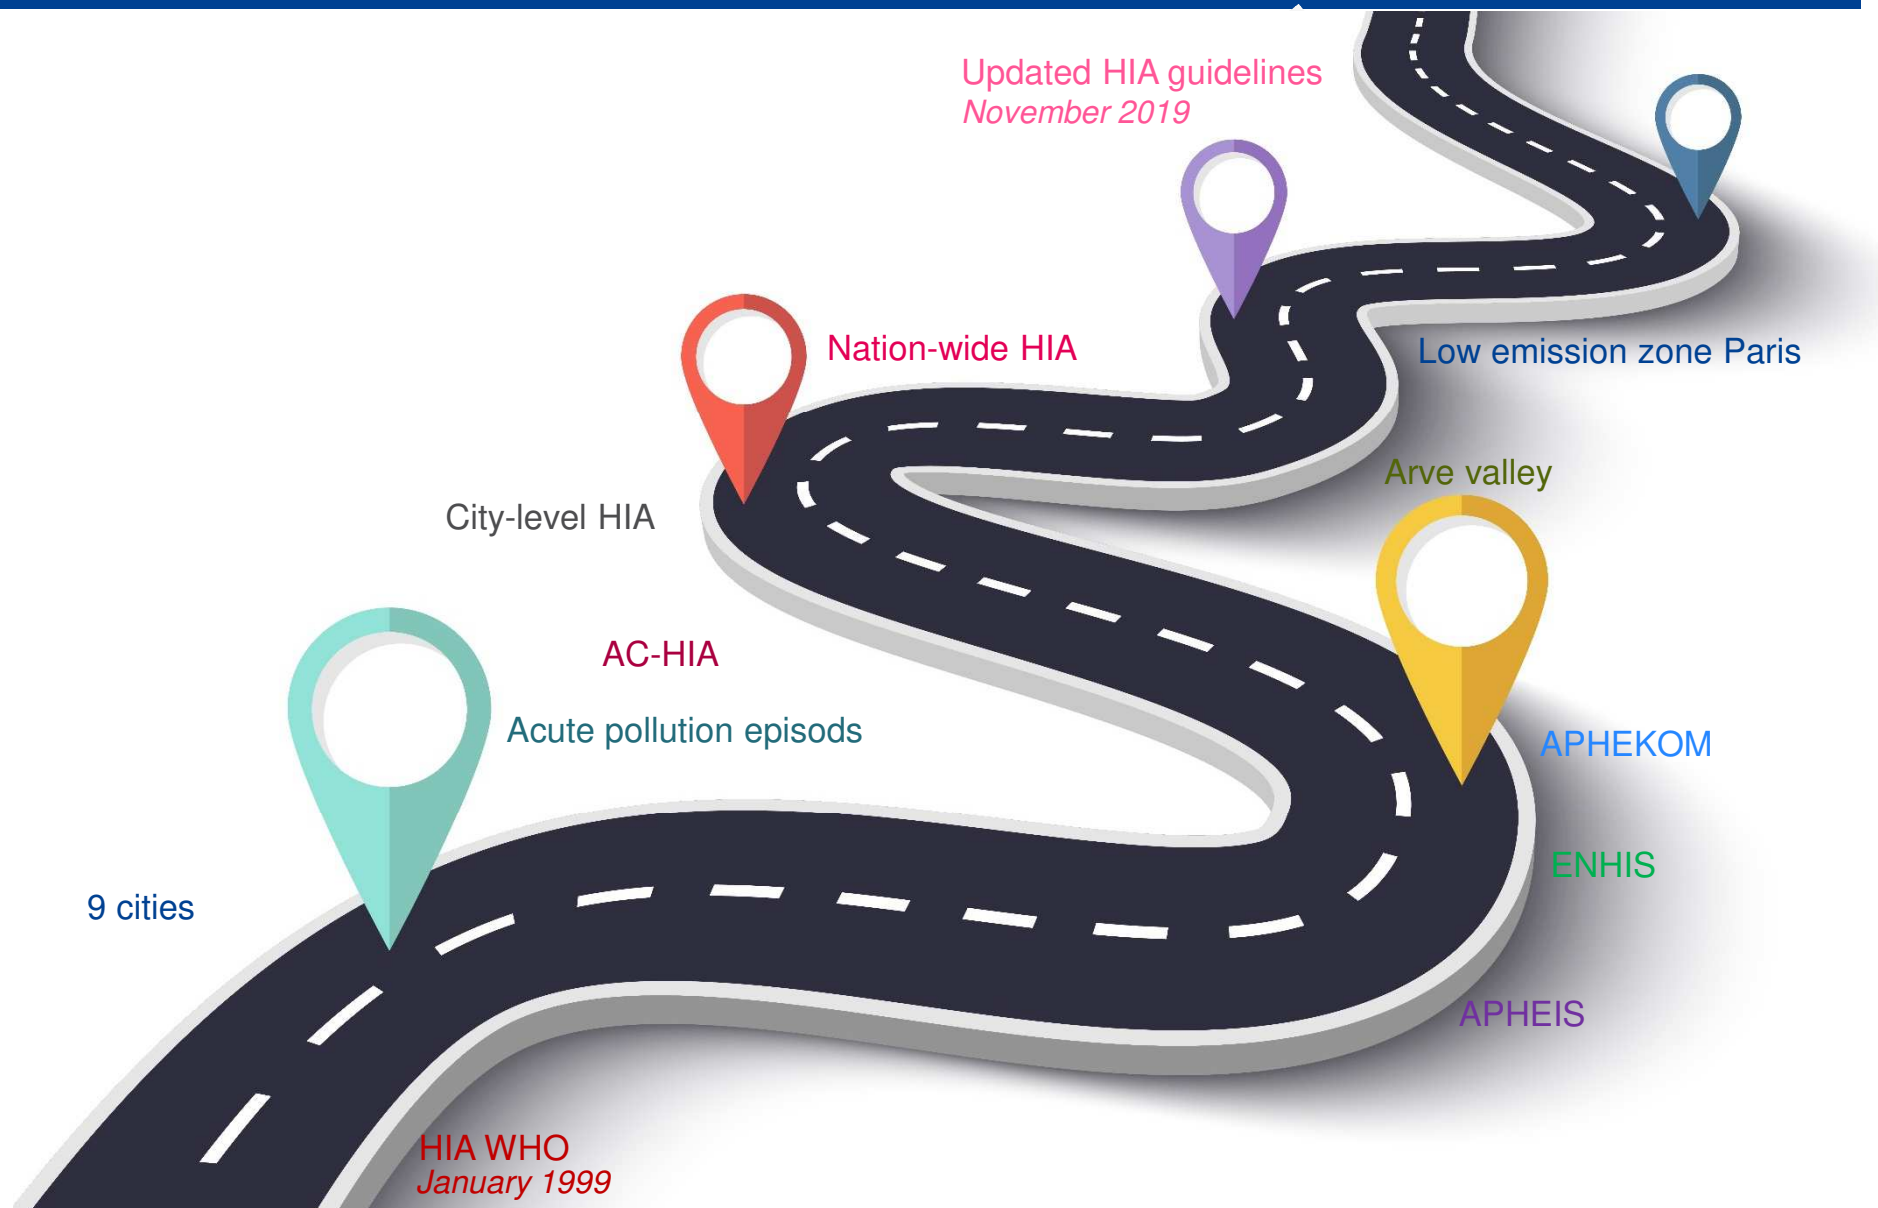 Updated HIA guidelines
November 2019
Nation-wide HIA
Low emission zone Paris
Arve valley
City-level HIA
AC-HIA
Acute pollution episods
APHEKOM
ENHIS
9 cities
APHEIS
HIA WHO
January 1999